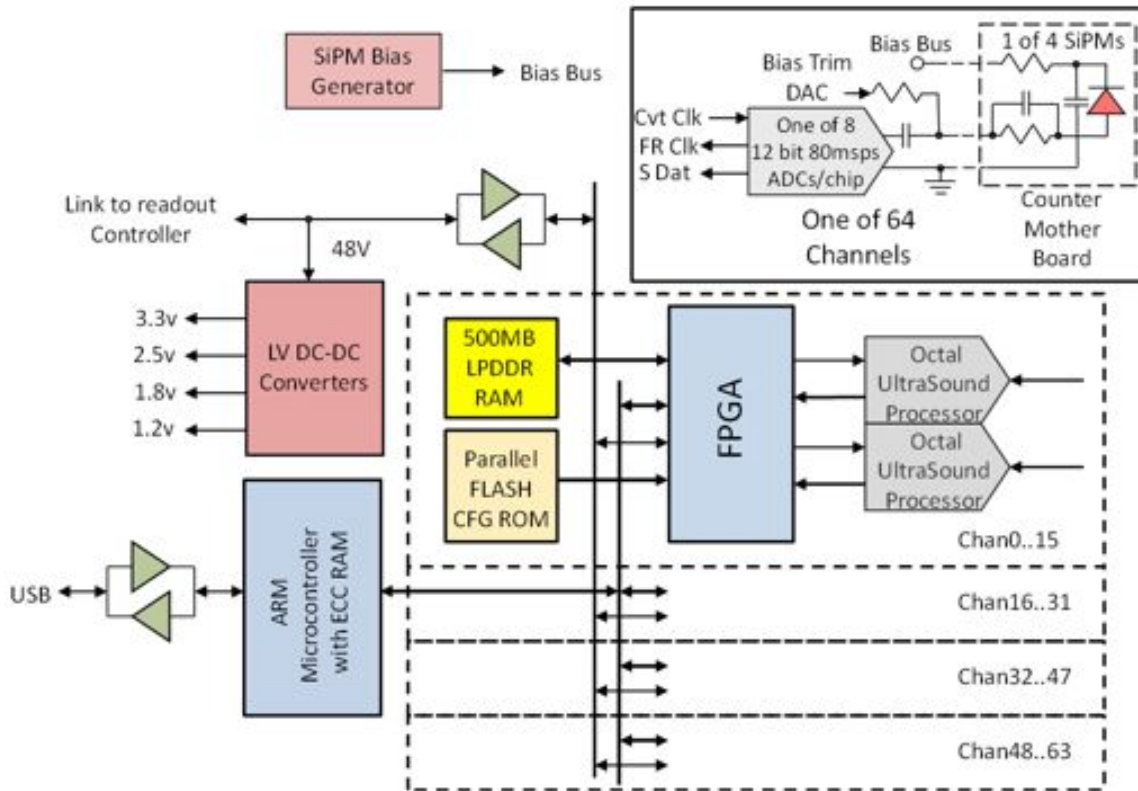 SiPM Bias
Generator
Bias Bus
Bias Bus
1 of 4 SiPMs
Bias Trim
DAC
Cvt Clk
FR Clk
S Dat
One of 8
12 bit 80msps
ADCs/chip
One of 64
Channels
Counter
Mother
Board
Link to readout
Controller
48V
3.3v
2.5v
1.8v
1.2v
LV DC-DC
Converters
500MB
LPDDR
RAM
Parallel
FLASH
CFG ROM
FPGA
Octal
UltraSound
Processor
Octal
UltraSound
Processor
Chan0..15
USB
ARM
Microcontroller
with ECC RAM
Chan16..31
Chan32..47
Chan48..63